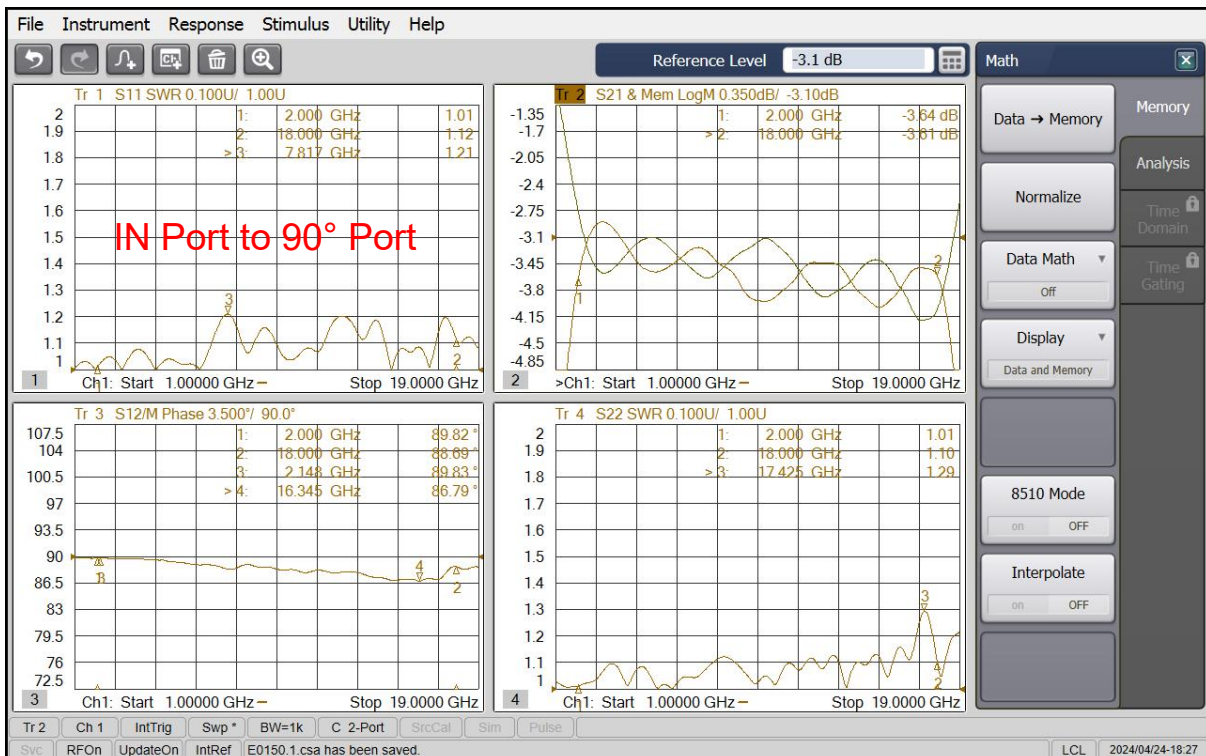 File Instrument Response Stimulus Utility Help
Reference Level -3.1 dB
Math
Tr 1 S11 SWR 0.100U/ 1.00U
1: 2.000 GHz 1.01
2: 18.000 GHz 1.12
> 3: 7.817 GHz 1.21
2
1.9
1.8
1.7
1.6
1.5
1.4
1.3
1.2
1.1
1
IN Port to 90° Port
3
1
2
1 Ch1: Start 1.00000 GHz Stop 19.0000 GHz
Tr 2 S21 & Mem LogM 0.350dB/ -3.10dB
1: 2.000 GHz -3.64 dB
> 2: 18.000 GHz -3.61 dB
-1.35
-1.7
-2.05
-2.4
-2.75
-3.1
-3.45
-3.8
-4.15
-4.5
-4.85
1
2
2 >Ch1: Start 1.00000 GHz Stop 19.0000 GHz
Tr 3 S12/M Phase 3.500°/ 90.0°
1: 2.000 GHz 89.82 °
2: 18.000 GHz 88.69 °
3: 2.148 GHz 89.83 °
> 4: 16.345 GHz 86.79 °
107.5
104
100.5
97
93.5
90
86.5
83
79.5
76
72.5
4
2
3 Ch1: Start 1.00000 GHz Stop 19.0000 GHz
Tr 4 S22 SWR 0.100U/ 1.00U
1: 2.000 GHz 1.01
2: 18.000 GHz 1.10
> 3: 17.425 GHz 1.29
2
1.9
1.8
1.7
1.6
1.5
1.4
1.3
1.2
1.1
1
3
1
2
4 Ch1: Start 1.00000 GHz Stop 19.0000 GHz
Data → Memory
Normalize
Data Math
Off
Display
Data and Memory
8510 Mode
on OFF
Interpolate
on OFF
Memory
Analysis
Time
Domain
Time
Gating
Tr 2 Ch 1 IntTrig Swp * BW=1k C 2-Port SrcCal Sim Pulse
Svc RFOn UpdateOn IntRef E0150.1.csa has been saved. LCL 2024/04/24-18:27